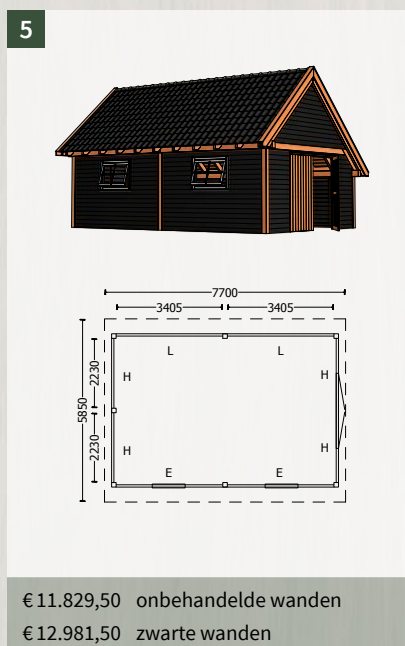 5
7700
3405 3405
L L
2230
H H
5850
2230
H H
E E
€ 11.829,50 onbehandelde wanden
€ 12.981,50 zwarte wanden